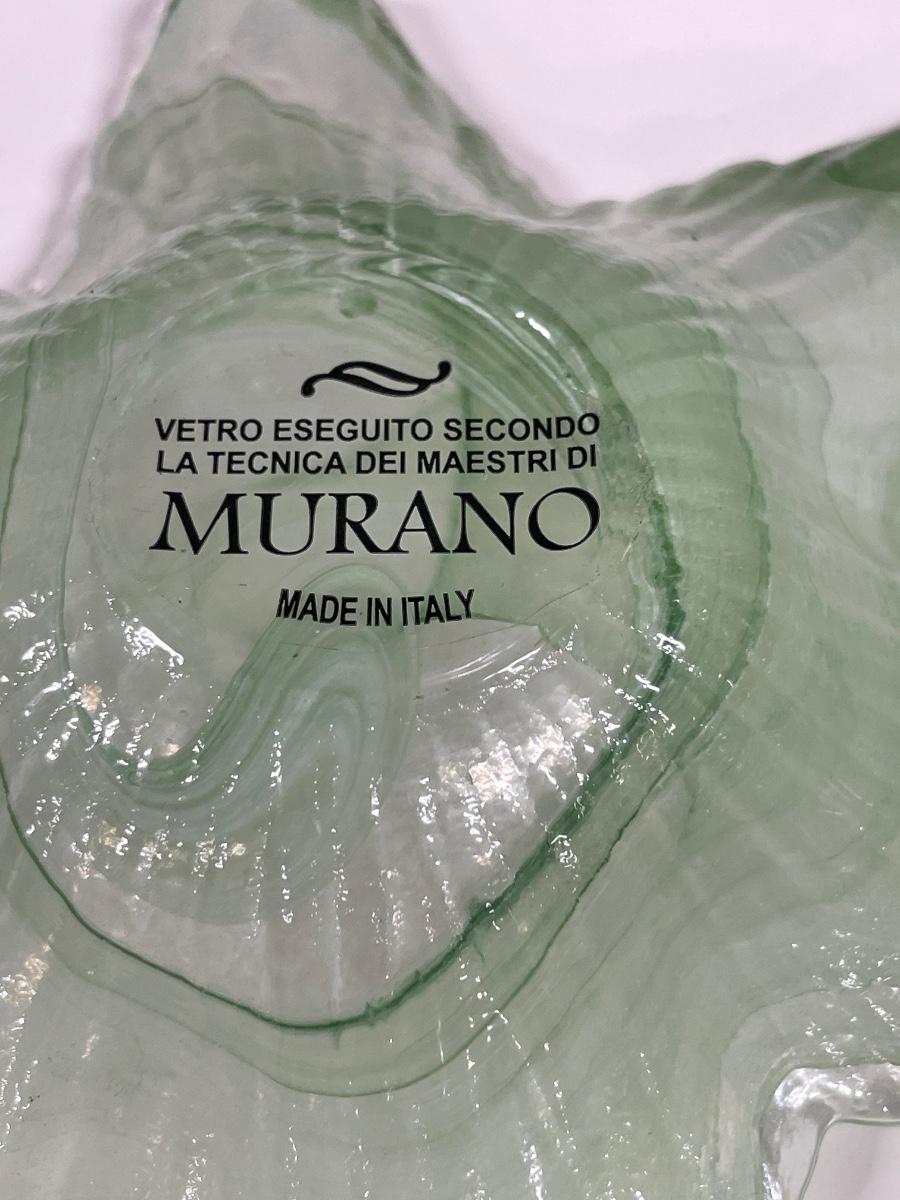 VETRO ESEGUITO SECONDO
LA TECNICA DEI MAESTRI DI
MURANO
MADE IN ITALY